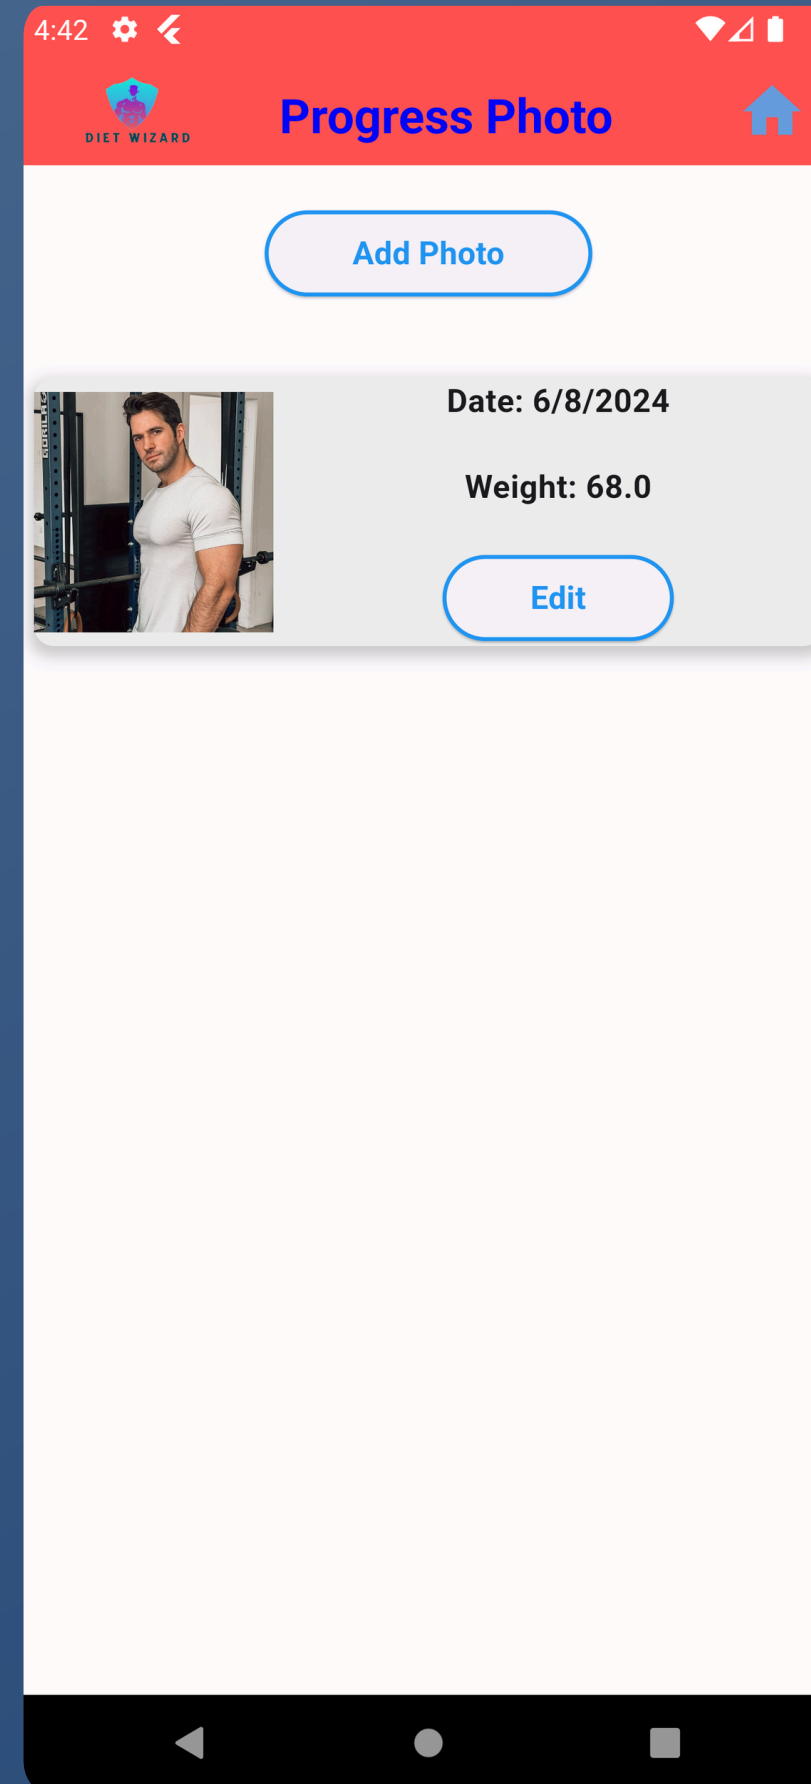 4:42
DIET WIZARD
Progress Photo
Add Photo
Date: 6/8/2024
Weight: 68.0
Edit